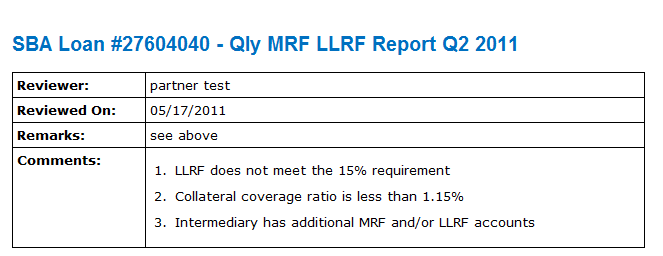 SBA Loan #27604040 - Qly MRF LLRF Report Q2 2011
Reviewer: partner test
Reviewed On: 05/17/2011
Remarks: see above
Comments:
1. LLRF does not meet the 15% requirement
2. Collateral coverage ratio is less than 1.15%
3. Intermediary has additional MRF and/or LLRF accounts